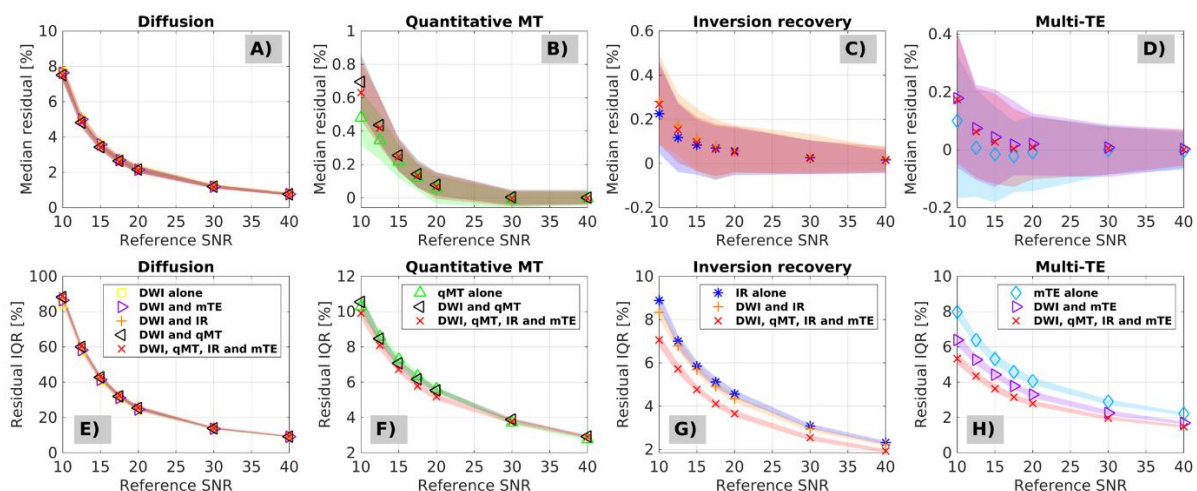 Diffusion
Median residual [%]
10
8
6
4
2
0
A)
10 15 20 25 30 35 40
Reference SNR
Quantitative MT
Median residual [%]
1
0.8
0.6
0.4
0.2
0
B)
10 15 20 25 30 35 40
Reference SNR
Inversion recovery
Median residual [%]
0.6
0.4
0.2
0
-0.2
C)
10 15 20 25 30 35 40
Reference SNR
Multi-TE
Median residual [%]
0.4
0.2
0
-0.2
D)
10 15 20 25 30 35 40
Reference SNR
Diffusion
Residual IQR [%]
100
80
60
40
20
0
DWI alone
DWI and mTE
DWI and IR
DWI and qMT
DWI, qMT, IR and mTE
E)
10 15 20 25 30 35 40
Reference SNR
Quantitative MT
Residual IQR [%]
12
10
8
6
4
2
qMT alone
DWI and qMT
DWI, qMT, IR and mTE
F)
10 15 20 25 30 35 40
Reference SNR
Inversion recovery
Residual IQR [%]
10
8
6
4
2
IR alone
DWI and IR
DWI, qMT, IR and mTE
G)
10 15 20 25 30 35 40
Reference SNR
Multi-TE
Residual IQR [%]
10
8
6
4
2
0
mTE alone
DWI and mTE
DWI, qMT, IR and mTE
H)
10 15 20 25 30 35 40
Reference SNR